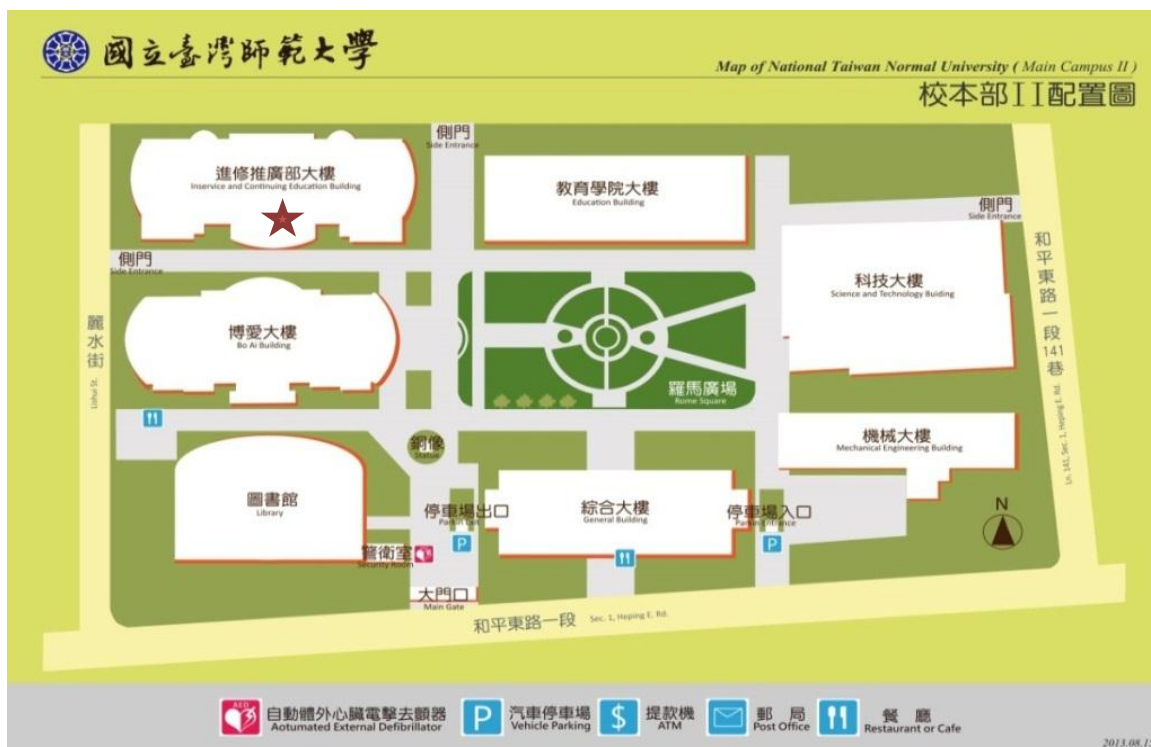 國立臺灣師範大學
Map of National Taiwan Normal University ( Main Campus II )
校本部II配置圖
側門
Side Entrance
進修推廣部大樓
Inservice and Continuing Education Building
教育學院大樓
Education Building
側門
Side Entrance
側門
Side Entrance
科技大樓
Science and Technology Buiding
和平東路一段141巷
Ln. 141, Sec. 1, Heping E. Rd.
麗水街
Lishui St.
博愛大樓
Bo Ai Building
羅馬廣場
Rome Square
銅像
Statue
機械大樓
Mechanical Engineering Building
圖書館
Library
停車場出口
P
綜合大樓
General Building
停車場入口
P
N
警衛室
Security Room
大門口
Main Gate
和平東路一段 Sec. 1, Heping E. Rd.
AED
自動體外心臟電擊去顫器
Aotumated External Defibrillator
P
汽車停車場
Vehicle Parking
$
提款機
ATM
郵局
Post Office
餐廳
Restaurant or Cafe